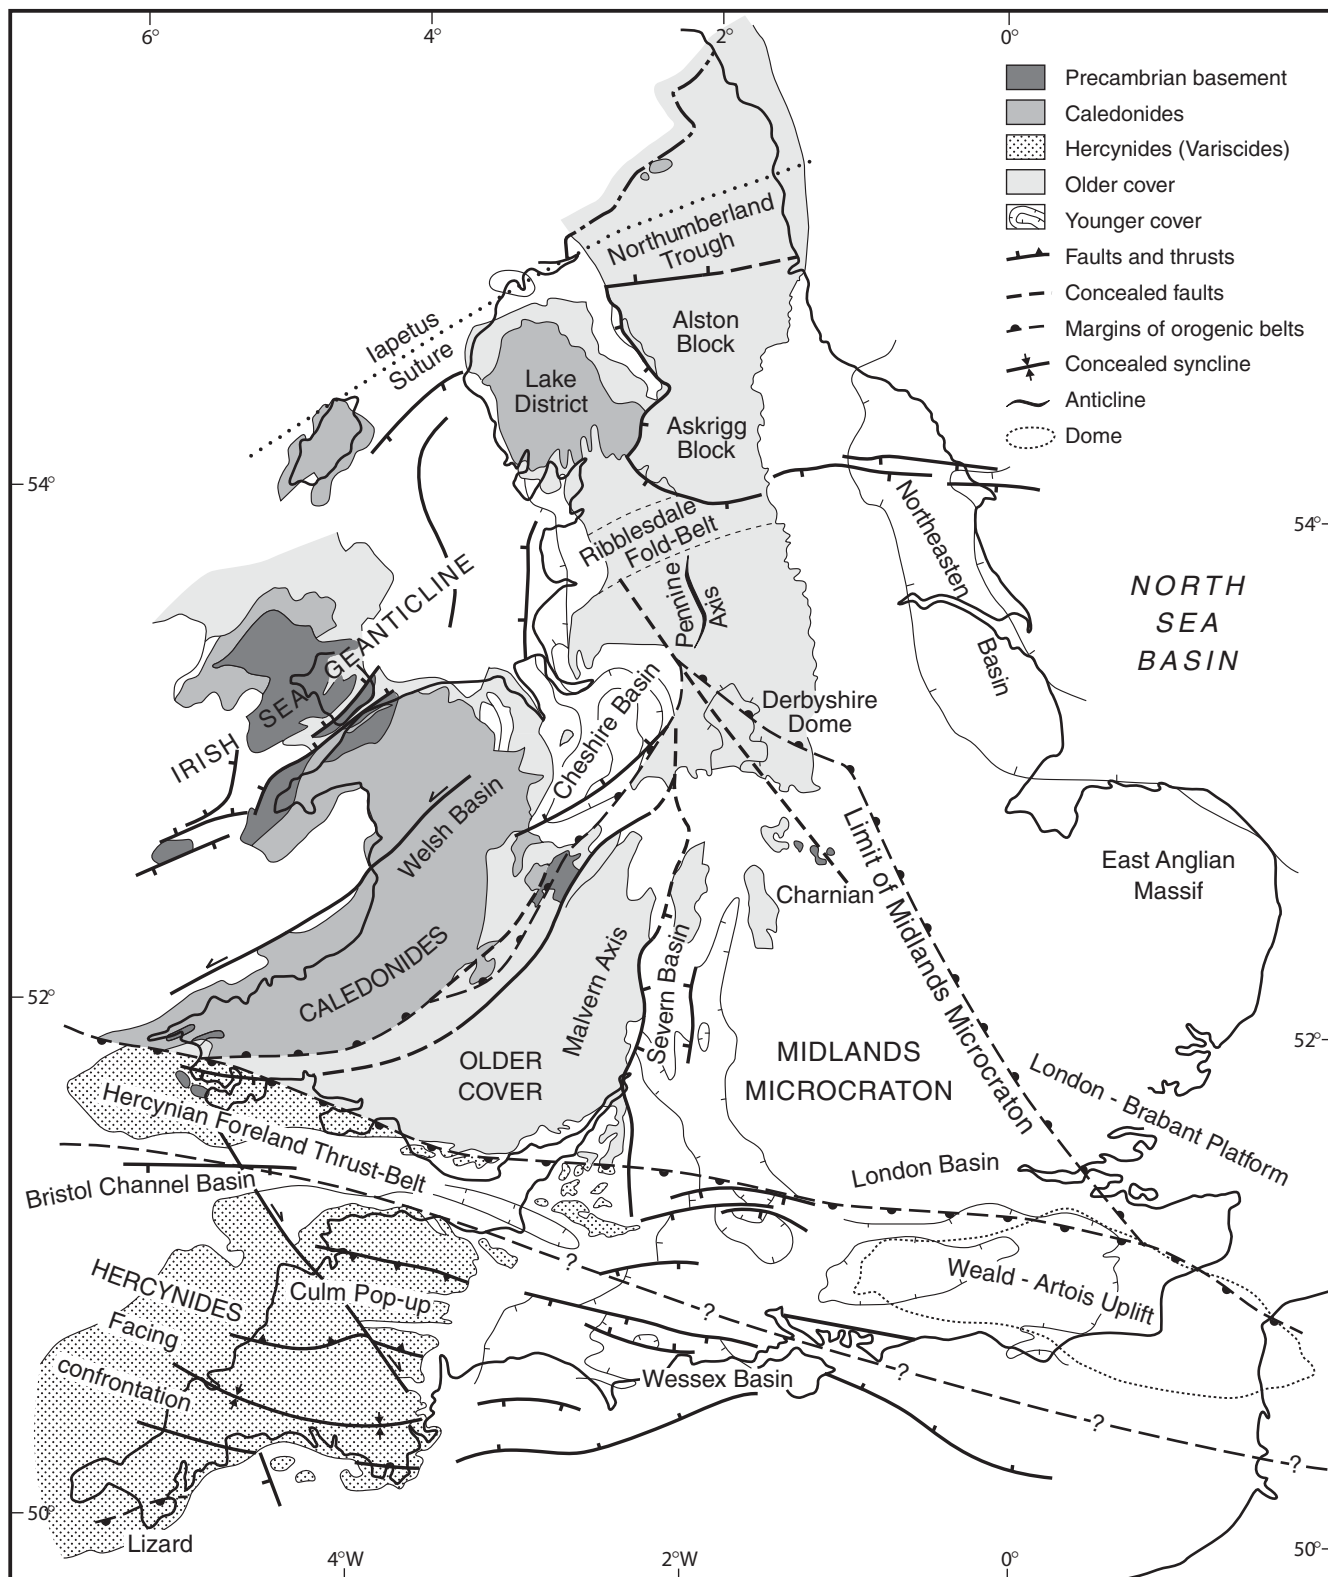 6°
4°
2°
0°
Precambrian basement
Caledonides
Hercynides (Variscides)
Older cover
Younger cover
Faults and thrusts
Concealed faults
Margins of orogenic belts
Concealed syncline
Anticline
Dome
Northumberland
Trough
Iapetus
Suture
Alston
Block
Lake
District
Askrigg
Block
54°
54°
Ribblesdale
Fold-Belt
Northeasten
Basin
Pennine
Axis
NORTH
SEA
BASIN
IRISH SEA GEANTICLINE
Derbyshire
Dome
Cheshire Basin
Welsh Basin
Limit of Midlands Microcraton
East Anglian
Massif
Charnian
CALEDONIDES
Malvern Axis
Severn Basin
52°
52°
OLDER
COVER
MIDLANDS
MICROCRATON
London - Brabant Platform
Hercynian Foreland Thrust-Belt
London Basin
Bristol Channel Basin
HERCYNIDES
Culm Pop-up
?
?
Weald - Artois Uplift
Facing
confrontation
Wessex Basin
?
?
?
50°
50°
Lizard
4°W
2°W
0°